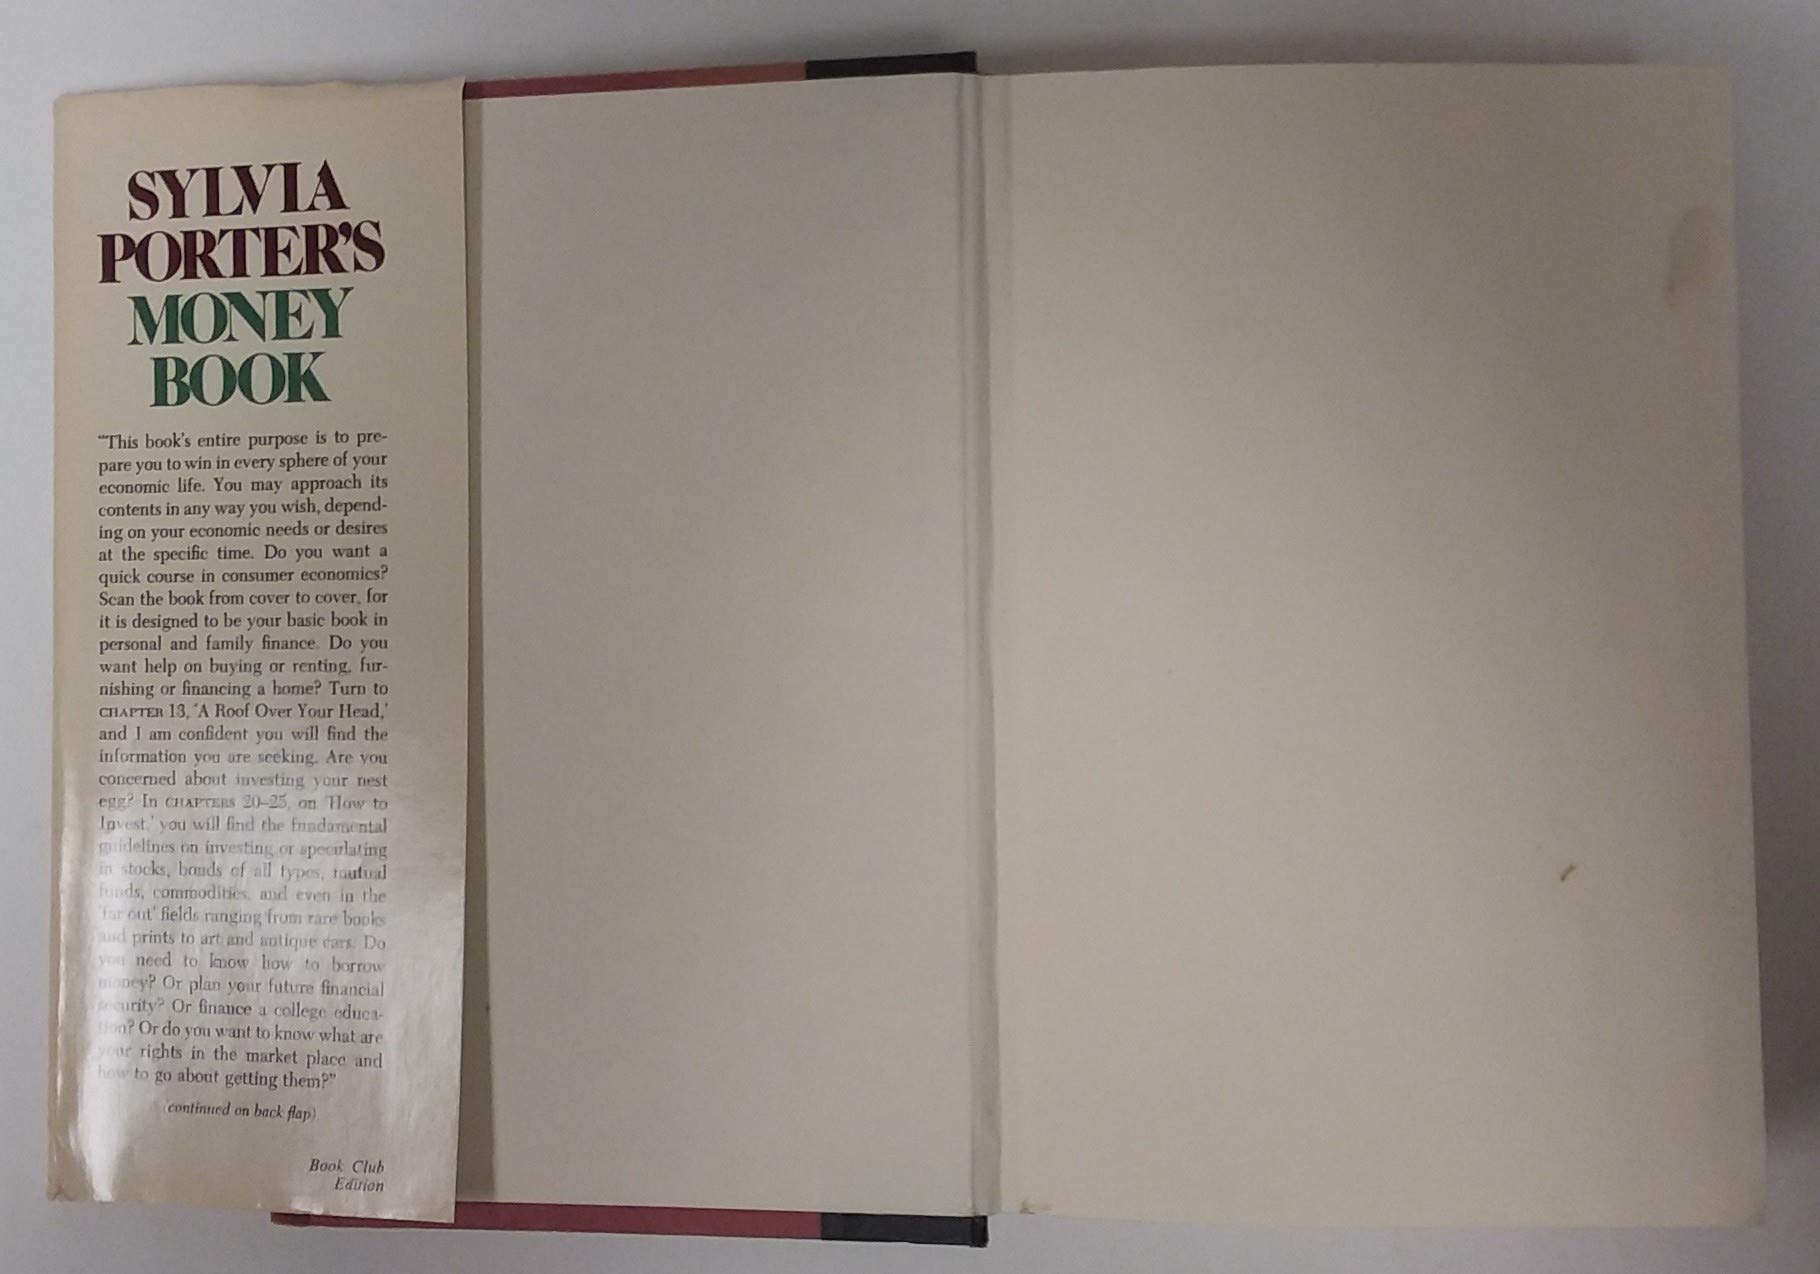 SYLVIA
PORTER'S
MONEY
BOOK
"This book's entire purpose is to pre-
pare you to win in every sphere of your
economic life. You may approach its
contents in any way you wish, depend-
ing on your economic needs or desires
at the specific time. Do you want a
quick course in consumer economics?
Scan the book from cover to cover, for
it is designed to be your basic book in
personal and family finance. Do you
want help on buying or renting, fur-
nishing or financing a home? Turn to
CHAPTER 13, 'A Roof Over Your Head,'
and I am confident you will find the
information you are seeking. Are you
concerned about investing your nest
egg? In CHAPTERS 20–25, on 'How to
Invest,' you will find the fundamental
guidelines on investing or speculating
in stocks, bonds of all types, mutual
funds, commodities, and even in the
'far out' fields ranging from rare books
and prints to art and antique cars. Do
you need to know how to borrow
money? Or plan your future financial
security? Or finance a college educa-
tion? Or do you want to know what are
your rights in the market place and
how to go about getting them?"
(continued on back flap)
Book Club
Edition